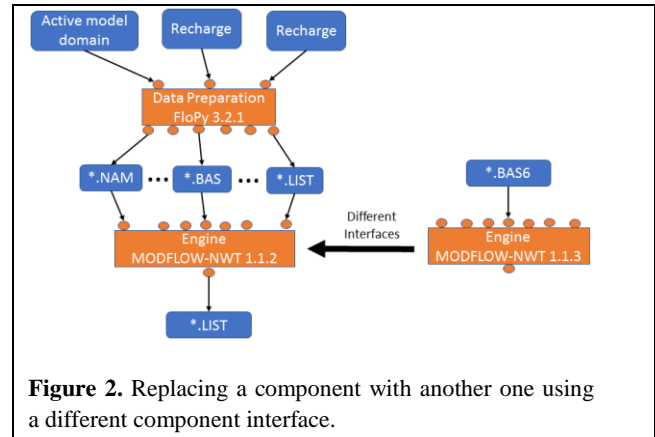 Active model
domain
Recharge
Recharge
Data Preparation
FloPy 3.2.1
*.NAM ••• *.BAS ••• *.LIST
*.BAS6
Different
Interfaces
Engine
MODFLOW-NWT 1.1.2
Engine
MODFLOW-NWT 1.1.3
*.LIST
Figure 2. Replacing a component with another one using
a different component interface.